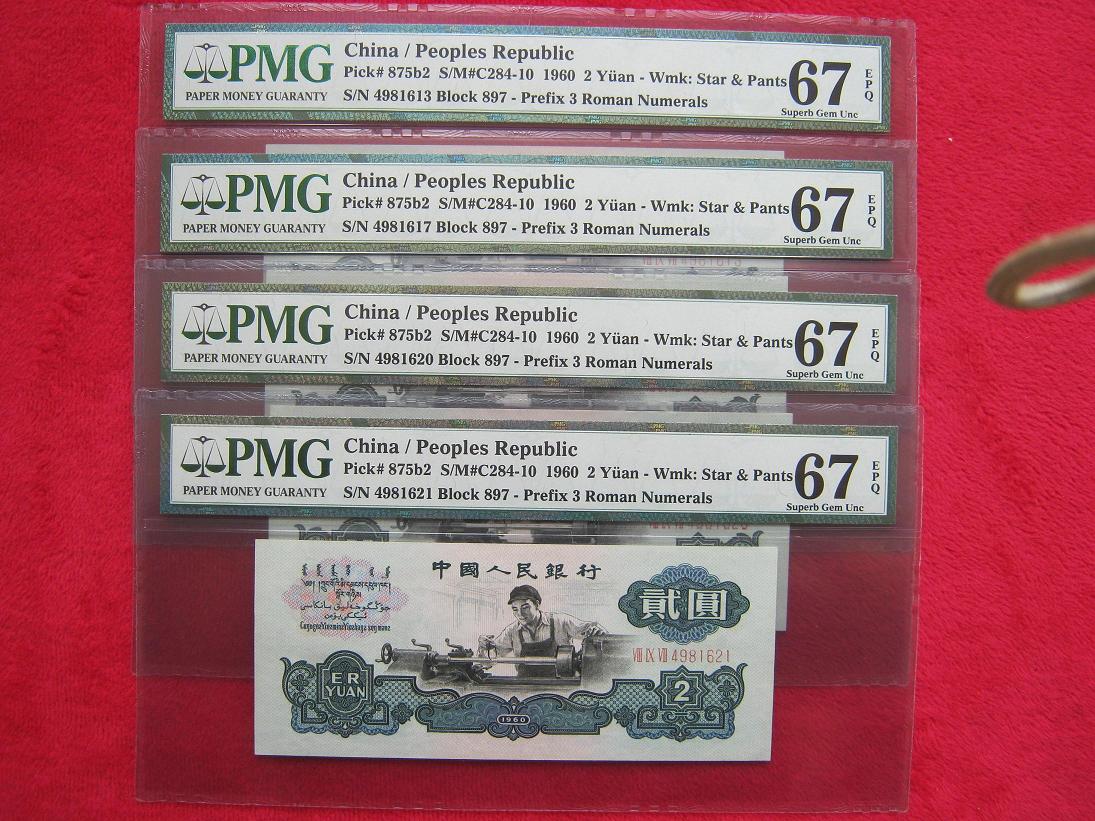 PMG
PAPER MONEY GUARANTY
China / Peoples Republic
Pick# 875b2 S/M#C284-10 1960 2 Yüan - Wmk: Star & Pants
S/N 4981613 Block 897 - Prefix 3 Roman Numerals
67
EPQ
Superb Gem Unc
PMG
PAPER MONEY GUARANTY
China / Peoples Republic
Pick# 875b2 S/M#C284-10 1960 2 Yüan - Wmk: Star & Pants
S/N 4981617 Block 897 - Prefix 3 Roman Numerals
67
EPQ
Superb Gem Unc
PMG
PAPER MONEY GUARANTY
China / Peoples Republic
Pick# 875b2 S/M#C284-10 1960 2 Yüan - Wmk: Star & Pants
S/N 4981620 Block 897 - Prefix 3 Roman Numerals
67
EPQ
Superb Gem Unc
PMG
PAPER MONEY GUARANTY
China / Peoples Republic
Pick# 875b2 S/M#C284-10 1960 2 Yüan - Wmk: Star & Pants
S/N 4981621 Block 897 - Prefix 3 Roman Numerals
67
EPQ
Superb Gem Unc
中國人民銀行
貳圓
VIII IX VII 4981621
ER
YUAN
1960
2